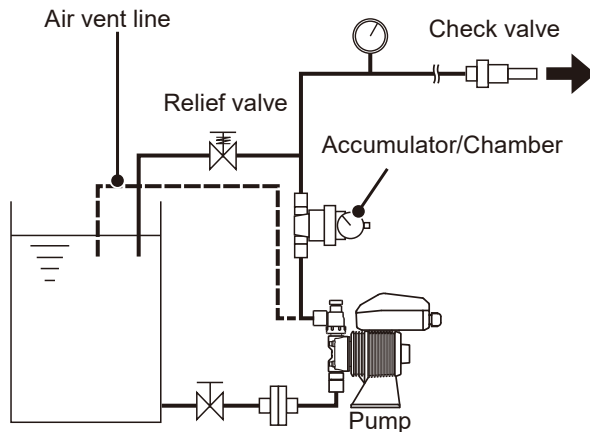 Air vent line
Check valve
Relief valve
Accumulator/Chamber
Pump